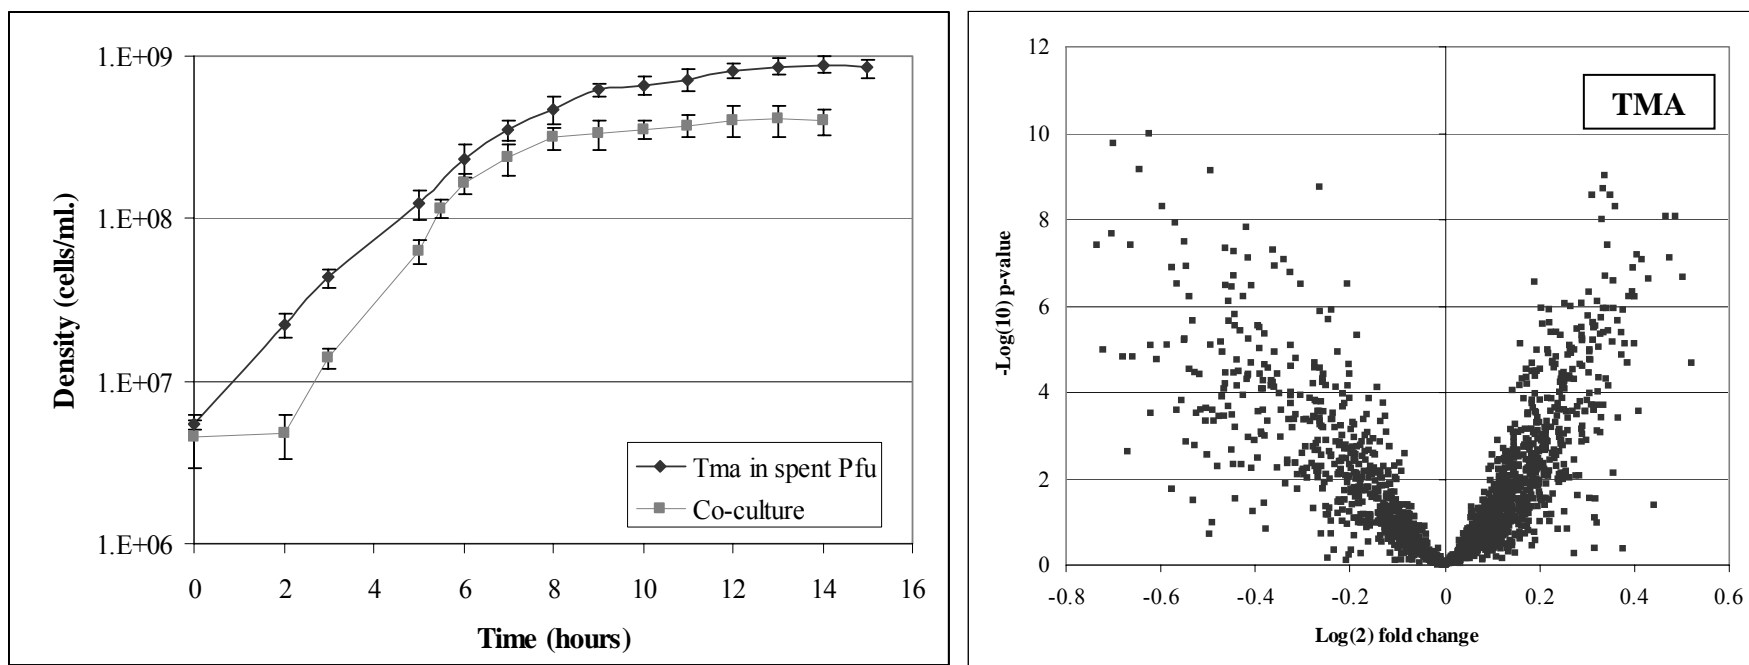 1.E+09
1.E+08
1.E+07
1.E+06
Density (cells/ml.)
0 2 4 6 8 10 12 14 16
Time (hours)
Tma in spent Pfu
Co-culture
12
10
8
6
4
2
0
-Log(10) p-value
-0.8 -0.6 -0.4 -0.2 0 0.2 0.4 0.6
Log(2) fold change
TMA